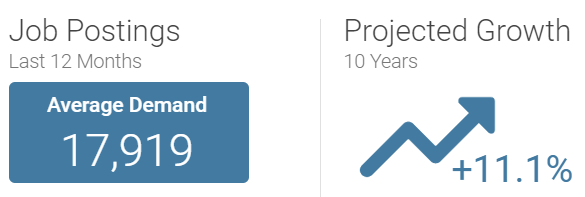 Job Postings
Last 12 Months
Average Demand
17,919
Projected Growth
10 Years
+11.1%